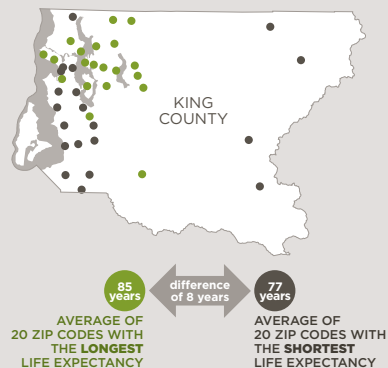 KING
COUNTY
85
years
difference
of 8 years
77
years
AVERAGE OF
20 ZIP CODES WITH
THE LONGEST
LIFE EXPECTANCY
AVERAGE OF
20 ZIP CODES WITH
THE SHORTEST
LIFE EXPECTANCY